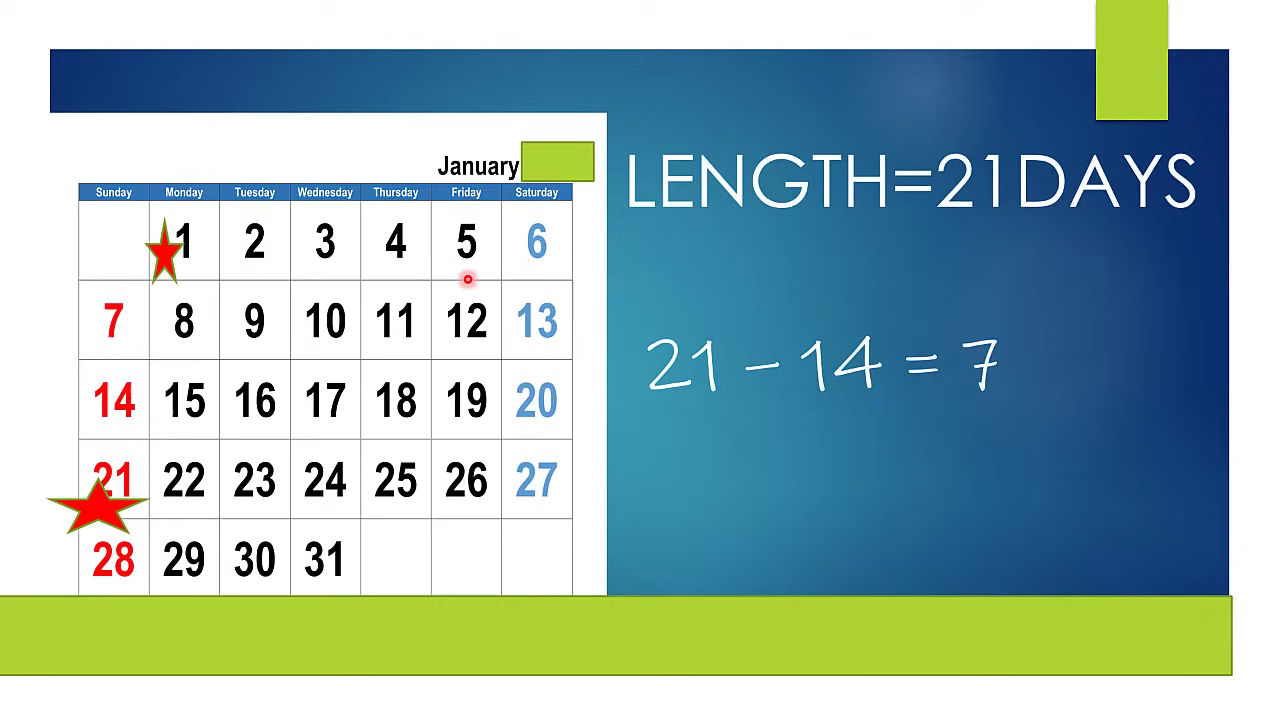 January
Sunday Monday Tuesday Wednesday Thursday Friday Saturday
1 2 3 4 5 6
7 8 9 10 11 12 13
14 15 16 17 18 19 20
21 22 23 24 25 26 27
28 29 30 31
LENGTH=21DAYS
21 - 14 = 7